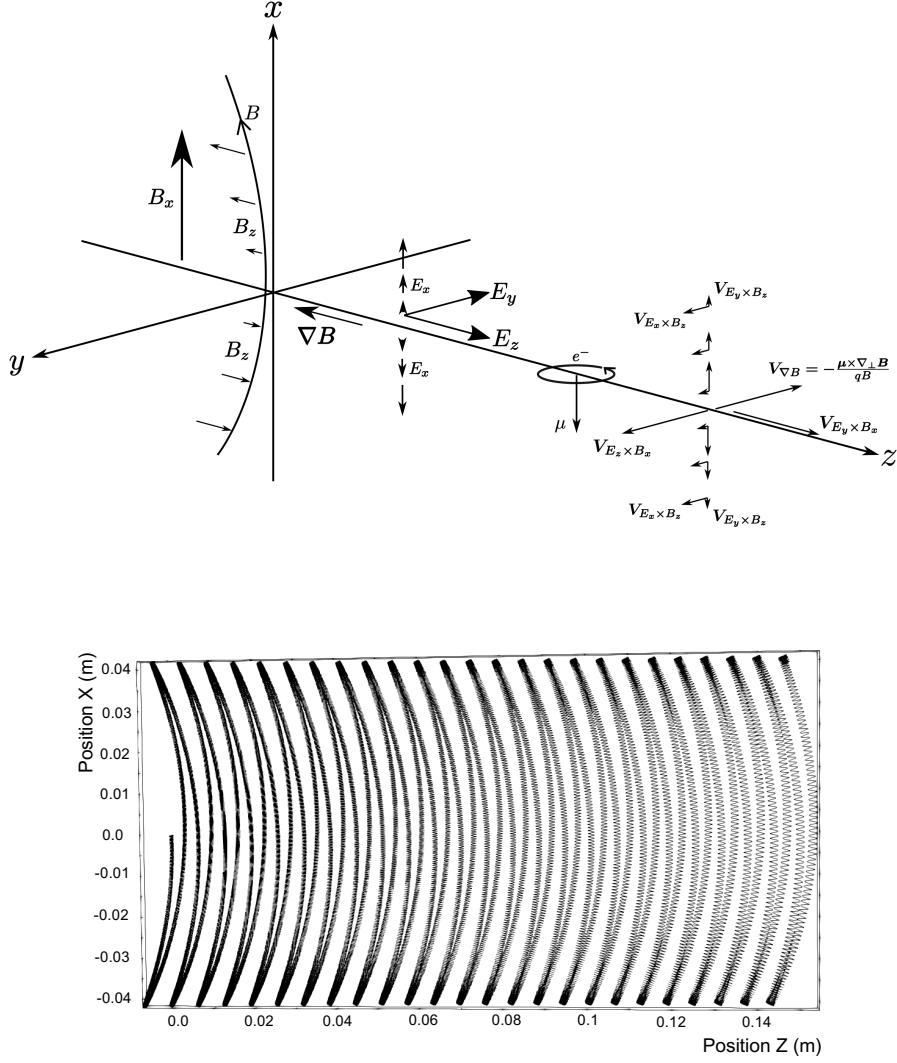 x
B
B_x
B_z
E_x
E_y
∇B
E_z
B_z
E_x
y
e^-
μ
V_{E_y×B_z}
V_{E_x×B_z}
V_{∇B} = -\frac{μ×∇_⊥B}{qB}
V_{E_y×B_x}
V_{E_z×B_x}
z
V_{E_x×B_z}
V_{E_y×B_z}
Position X (m)
0.04
0.03
0.02
0.01
0.0
-0.01
-0.02
-0.03
-0.04
0.0 0.02 0.04 0.06 0.08 0.1 0.12 0.14
Position Z (m)